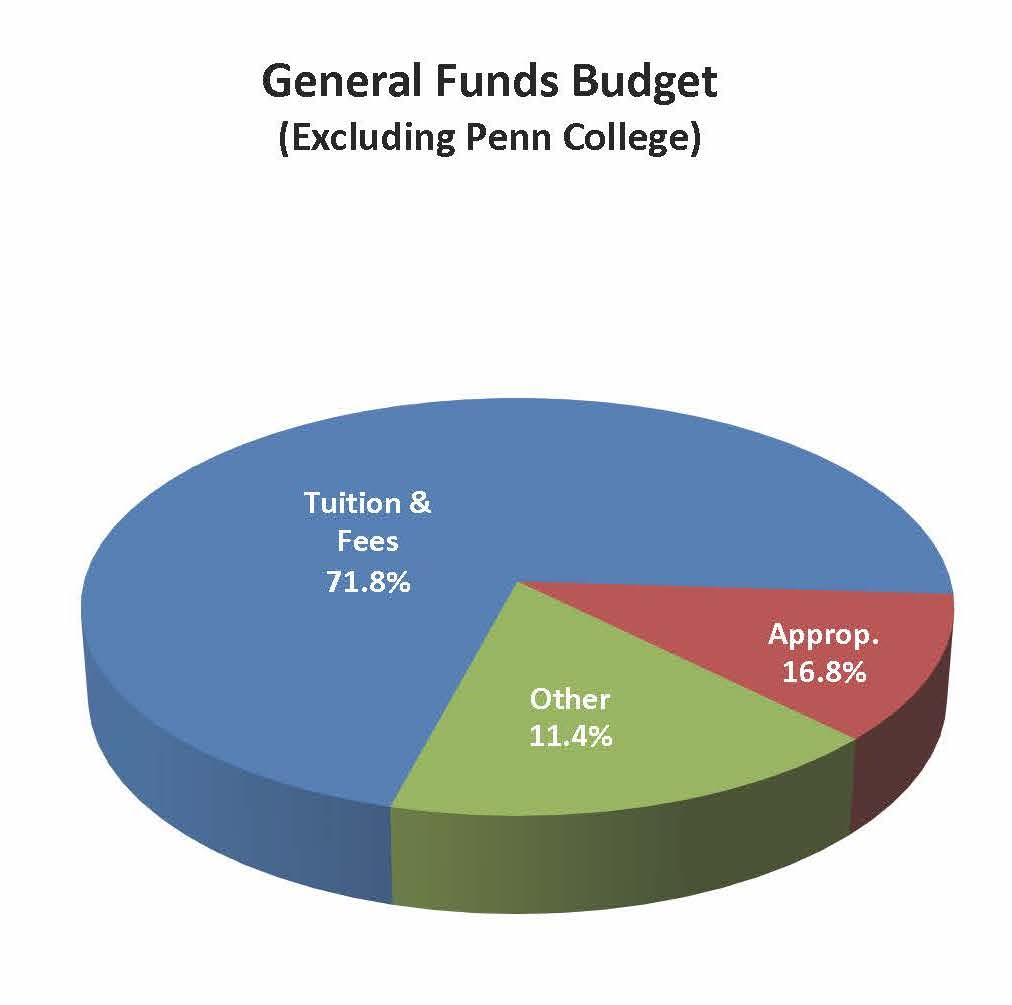 General Funds Budget
(Excluding Penn College)
Tuition &
Fees
71.8%
Approp.
16.8%
Other
11.4%